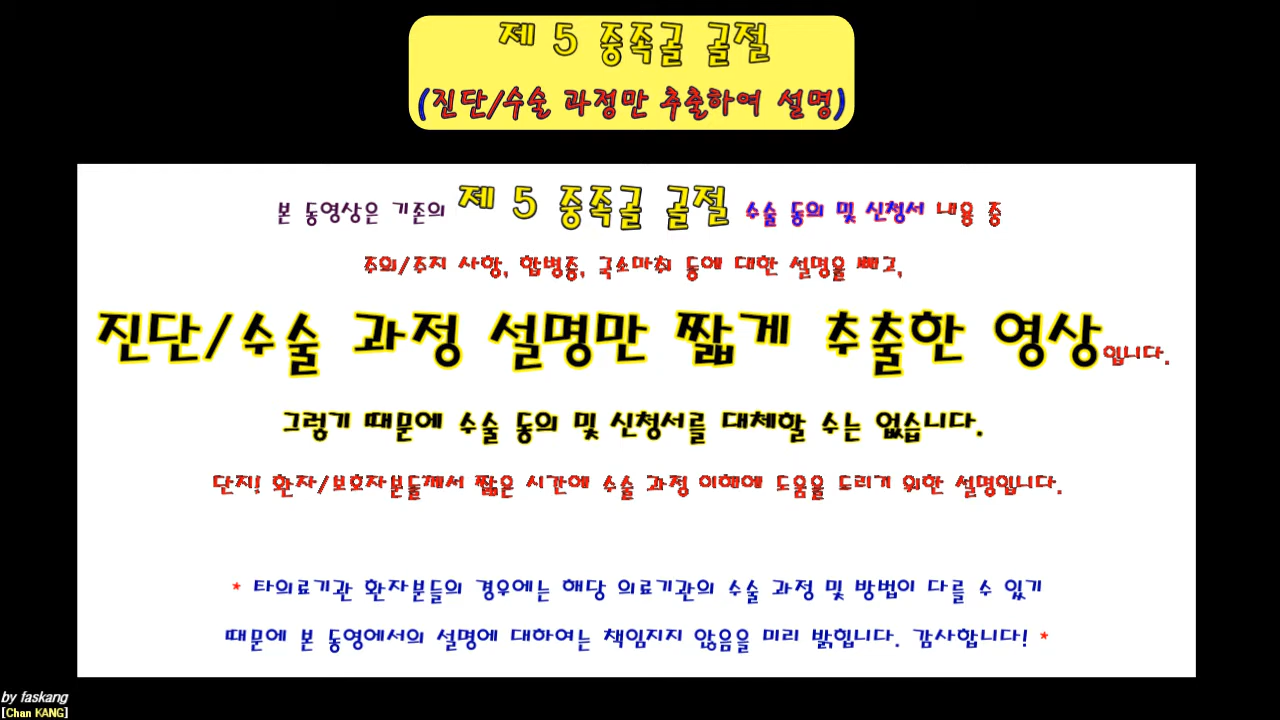 제 5 중족골 골절
(진단/수술 과정만 추출하여 설명)
본 동영상은 기존의 제 5 중족골 골절 수술 동의 및 신청서 내용 중
주의/주지 사항, 합병증, 국소마취 등에 대한 설명을 빼고,
진단/수술 과정 설명만 짧게 추출한 영상입니다.
그렇기 때문에 수술 동의 및 신청서를 대체할 수는 없습니다.
단지! 환자/보호자분들께서 짧은 시간에 수술 과정 이해에 도움을 드리기 위한 설명입니다.
* 타의료기관 환자분들의 경우에는 해당 의료기관의 수술 과정 및 방법이 다를 수 있기
때문에 본 동영에서의 설명에 대하여는 책임지지 않음을 미리 밝힙니다. 감사합니다! *
by faskang
[Chan KANG]